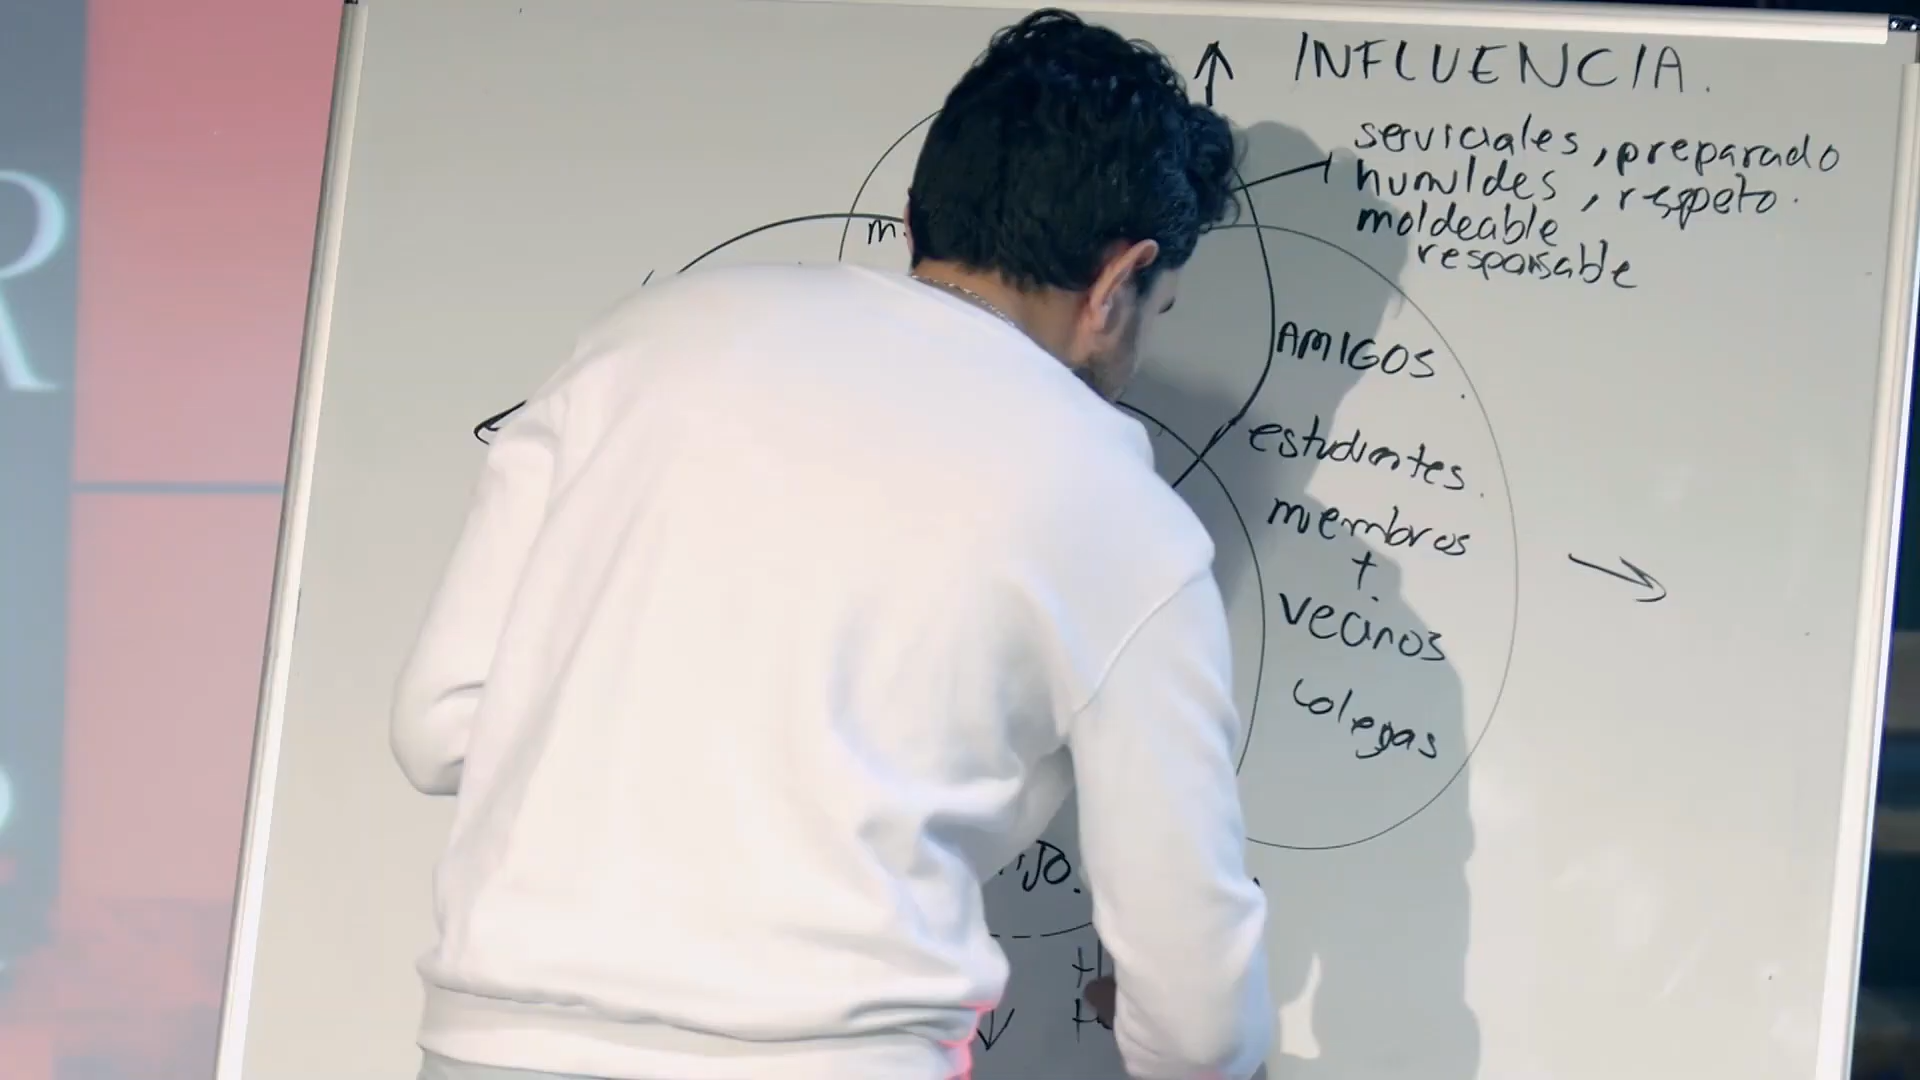 INFLUENCIA.
serviciales, preparado
humildes, respeto.
moldeable
responsable
m.
AMIGOS
estudiantes
miembros
+
vecinos
colegas
R